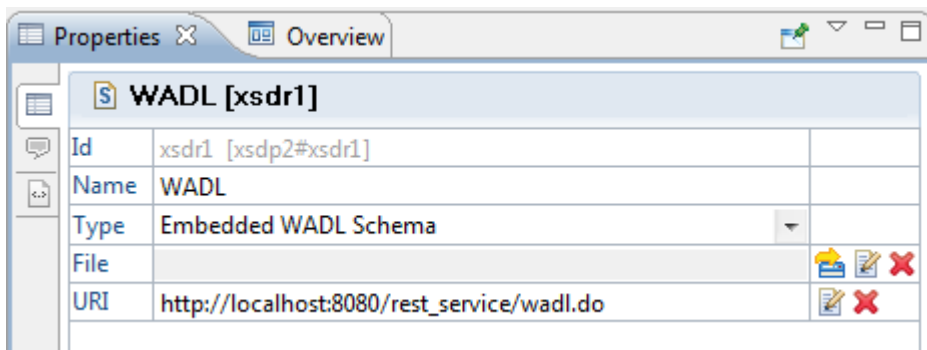 Properties Overview
WADL [xsdr1]
Id xsdr1 [xsdp2#xsdr1]
Name WADL
Type Embedded WADL Schema
File
URI http://localhost:8080/rest_service/wadl.do